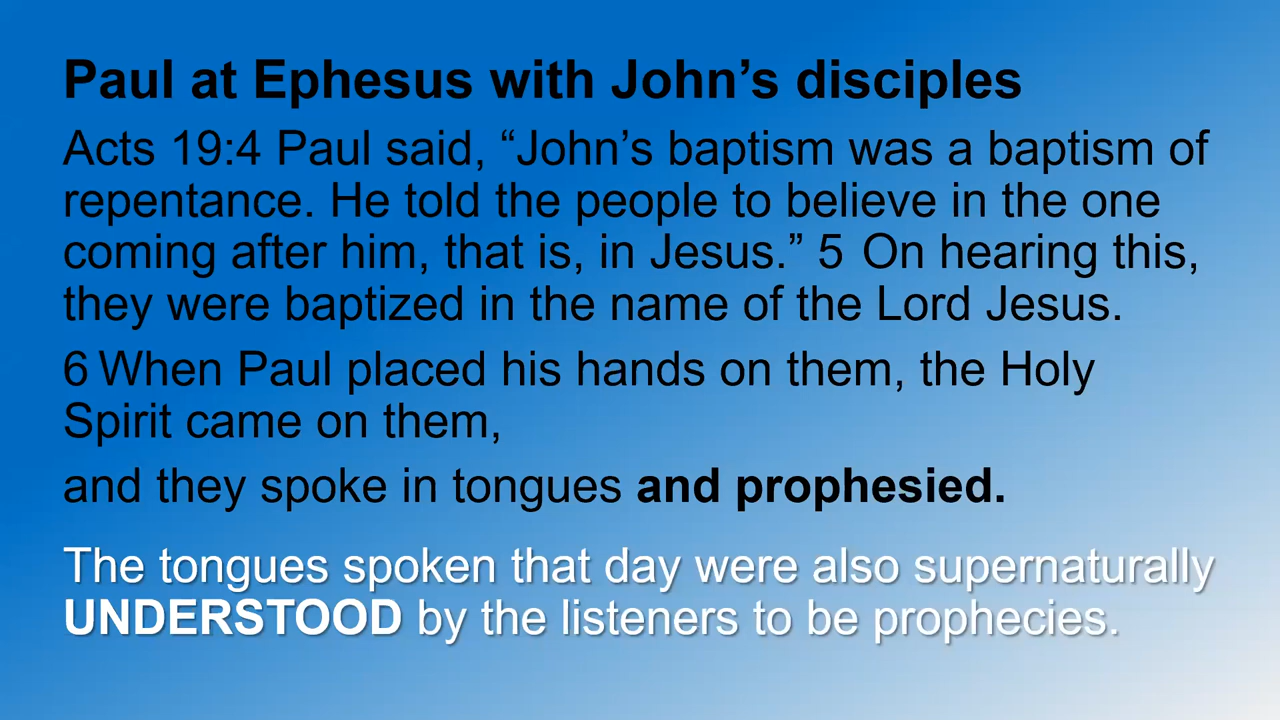 Paul at Ephesus with John’s disciples
Acts 19:4 Paul said, “John’s baptism was a baptism of
repentance. He told the people to believe in the one
coming after him, that is, in Jesus.” 5 On hearing this,
they were baptized in the name of the Lord Jesus.
6 When Paul placed his hands on them, the Holy
Spirit came on them,
and they spoke in tongues and prophesied.
The tongues spoken that day were also supernaturally
UNDERSTOOD by the listeners to be prophecies.